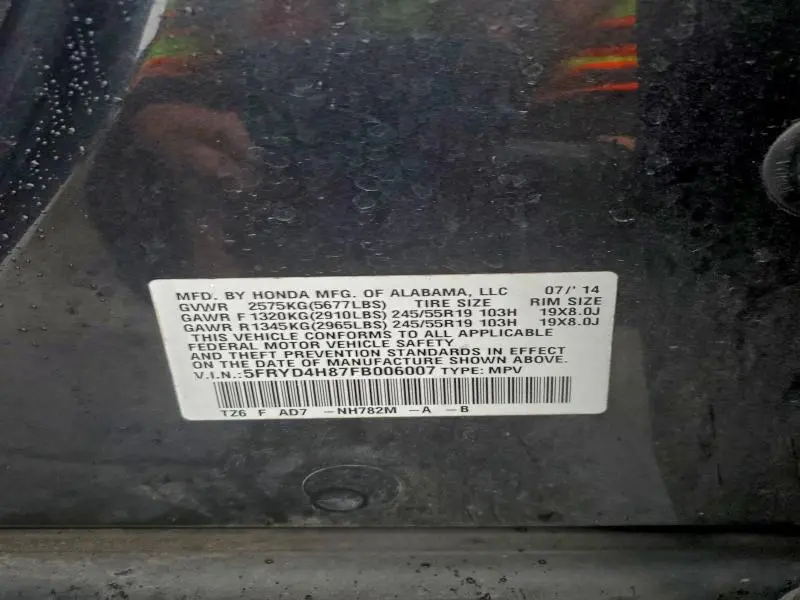 MFD. BY HONDA MFG. OF ALABAMA, LLC 07/' 14
GVWR 2575KG(5677LBS) TIRE SIZE RIM SIZE
GAWR F 1320KG(2910LBS) 245/55R19 103H 19X8.0J
GAWR R1345KG(2965LBS) 245/55R19 103H 19X8.0J
THIS VEHICLE CONFORMS TO ALL APPLICABLE
FEDERAL MOTOR VEHICLE SAFETY
AND THEFT PREVENTION STANDARDS IN EFFECT
ON THE DATE OF MANUFACTURE SHOWN ABOVE.
V.I.N.:5FRYD4H87FB006007 TYPE: MPV
TZ6 F AD7 -NH782M -A -B